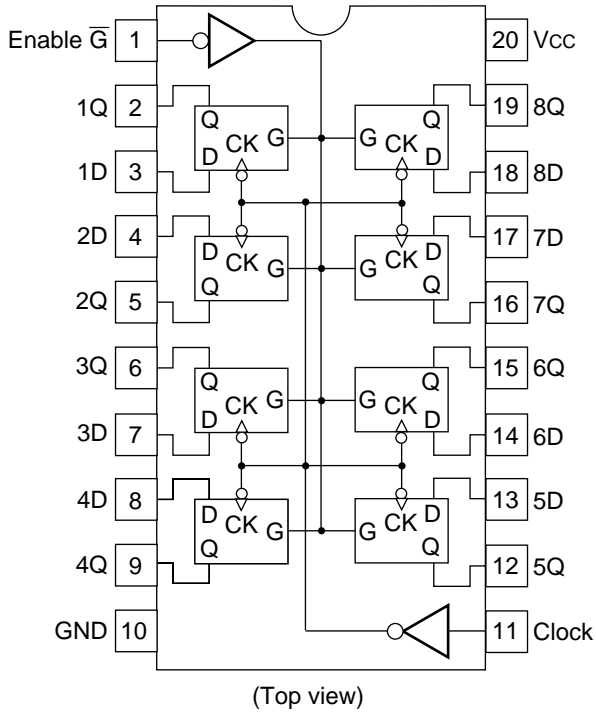 Enable G̅ 1 20 VCC
1Q 2 19 8Q
Q Q
CK G G CK
D D
1D 3 18 8D
2D 4 17 7D
D D
CK G G CK
Q Q
2Q 5 16 7Q
3Q 6 15 6Q
Q Q
CK G G CK
D D
3D 7 14 6D
4D 8 13 5D
D D
CK G G CK
Q Q
4Q 9 12 5Q
GND 10 11 Clock
(Top view)